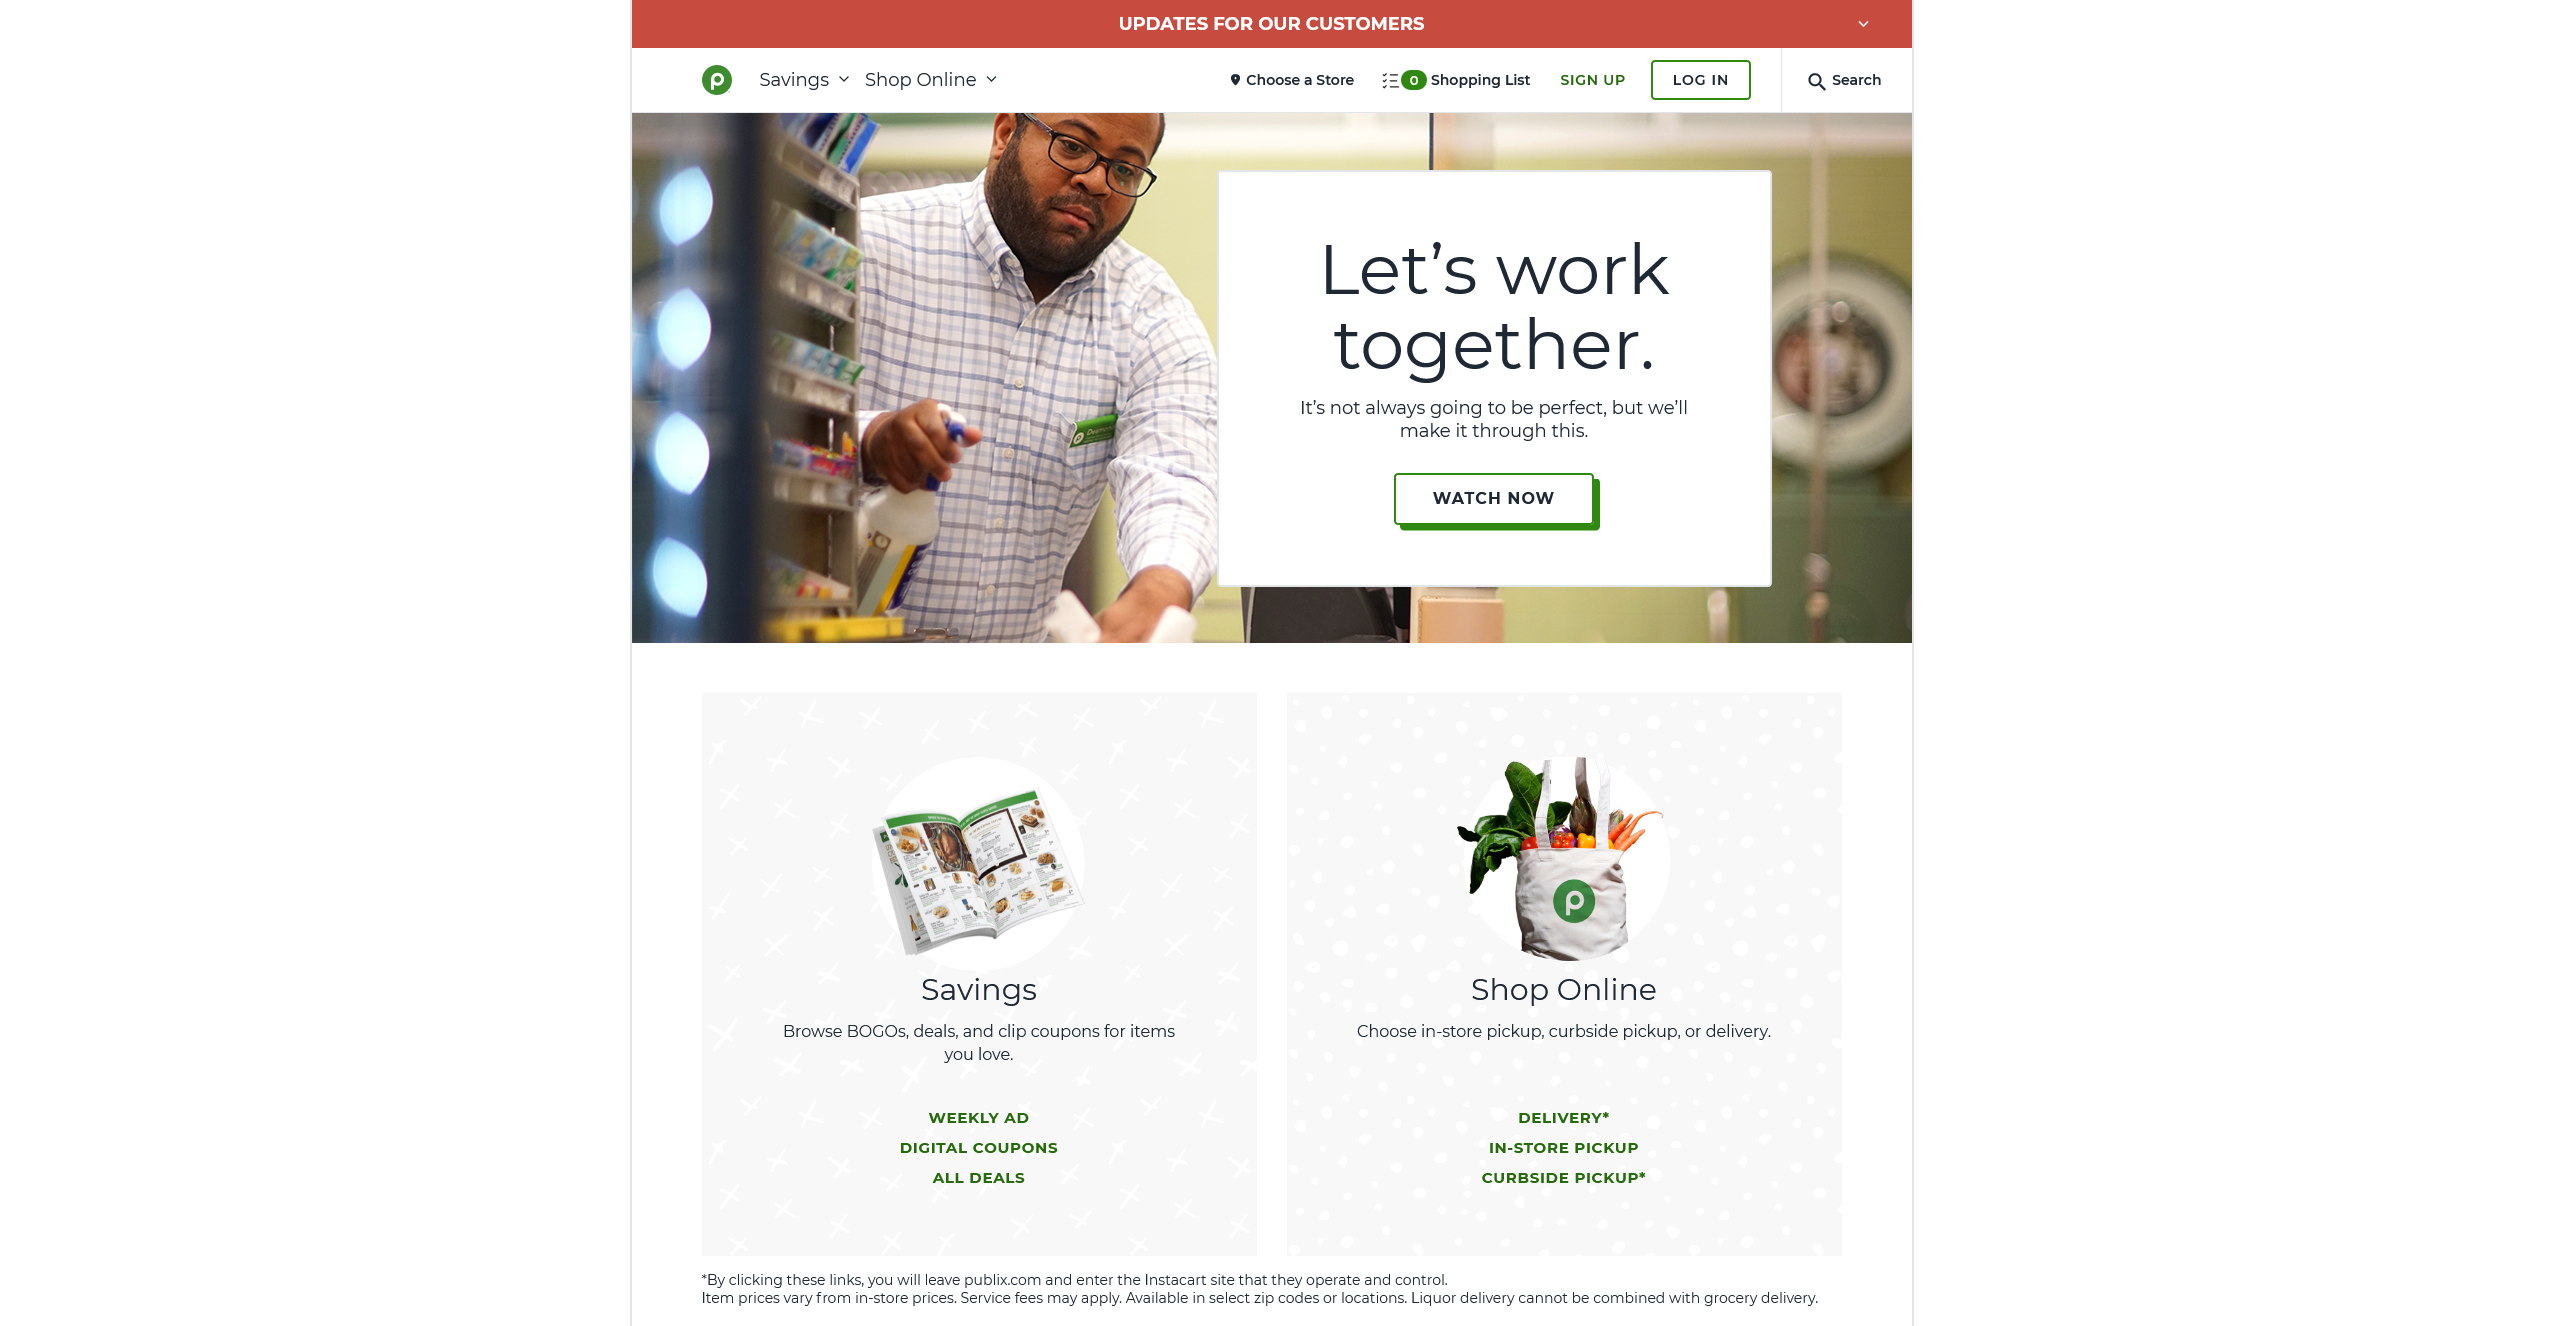 UPDATES FOR OUR CUSTOMERS
p Savings Shop Online Choose a Store 0 Shopping List SIGN UP LOG IN Search
Let’s work
together.
It’s not always going to be perfect, but we’ll
make it through this.
WATCH NOW
p
Savings
Browse BOGOs, deals, and clip coupons for items
you love.
WEEKLY AD
DIGITAL COUPONS
ALL DEALS
Shop Online
Choose in-store pickup, curbside pickup, or delivery.
DELIVERY*
IN-STORE PICKUP
CURBSIDE PICKUP*
*By clicking these links, you will leave publix.com and enter the Instacart site that they operate and control.
Item prices vary from in-store prices. Service fees may apply. Available in select zip codes or locations. Liquor delivery cannot be combined with grocery delivery.